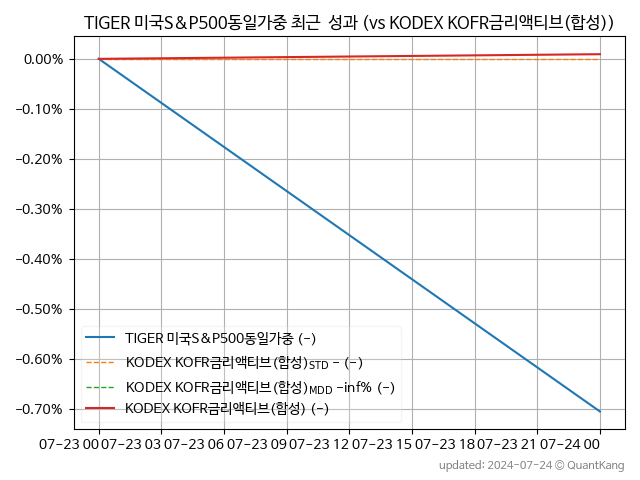 TIGER 미국S&P500동일가중 최근 성과 (vs KODEX KOFR금리액티브(합성))
0.00%
-0.10%
-0.20%
-0.30%
-0.40%
-0.50%
-0.60%
-0.70%
TIGER 미국S&P500동일가중 (-)
KODEX KOFR금리액티브(합성)STD - (-)
KODEX KOFR금리액티브(합성)MDD -inf% (-)
KODEX KOFR금리액티브(합성) (-)
07-23 00 07-23 03 07-23 06 07-23 09 07-23 12 07-23 15 07-23 18 07-23 21 07-24 00
updated: 2024-07-24 © QuantKang